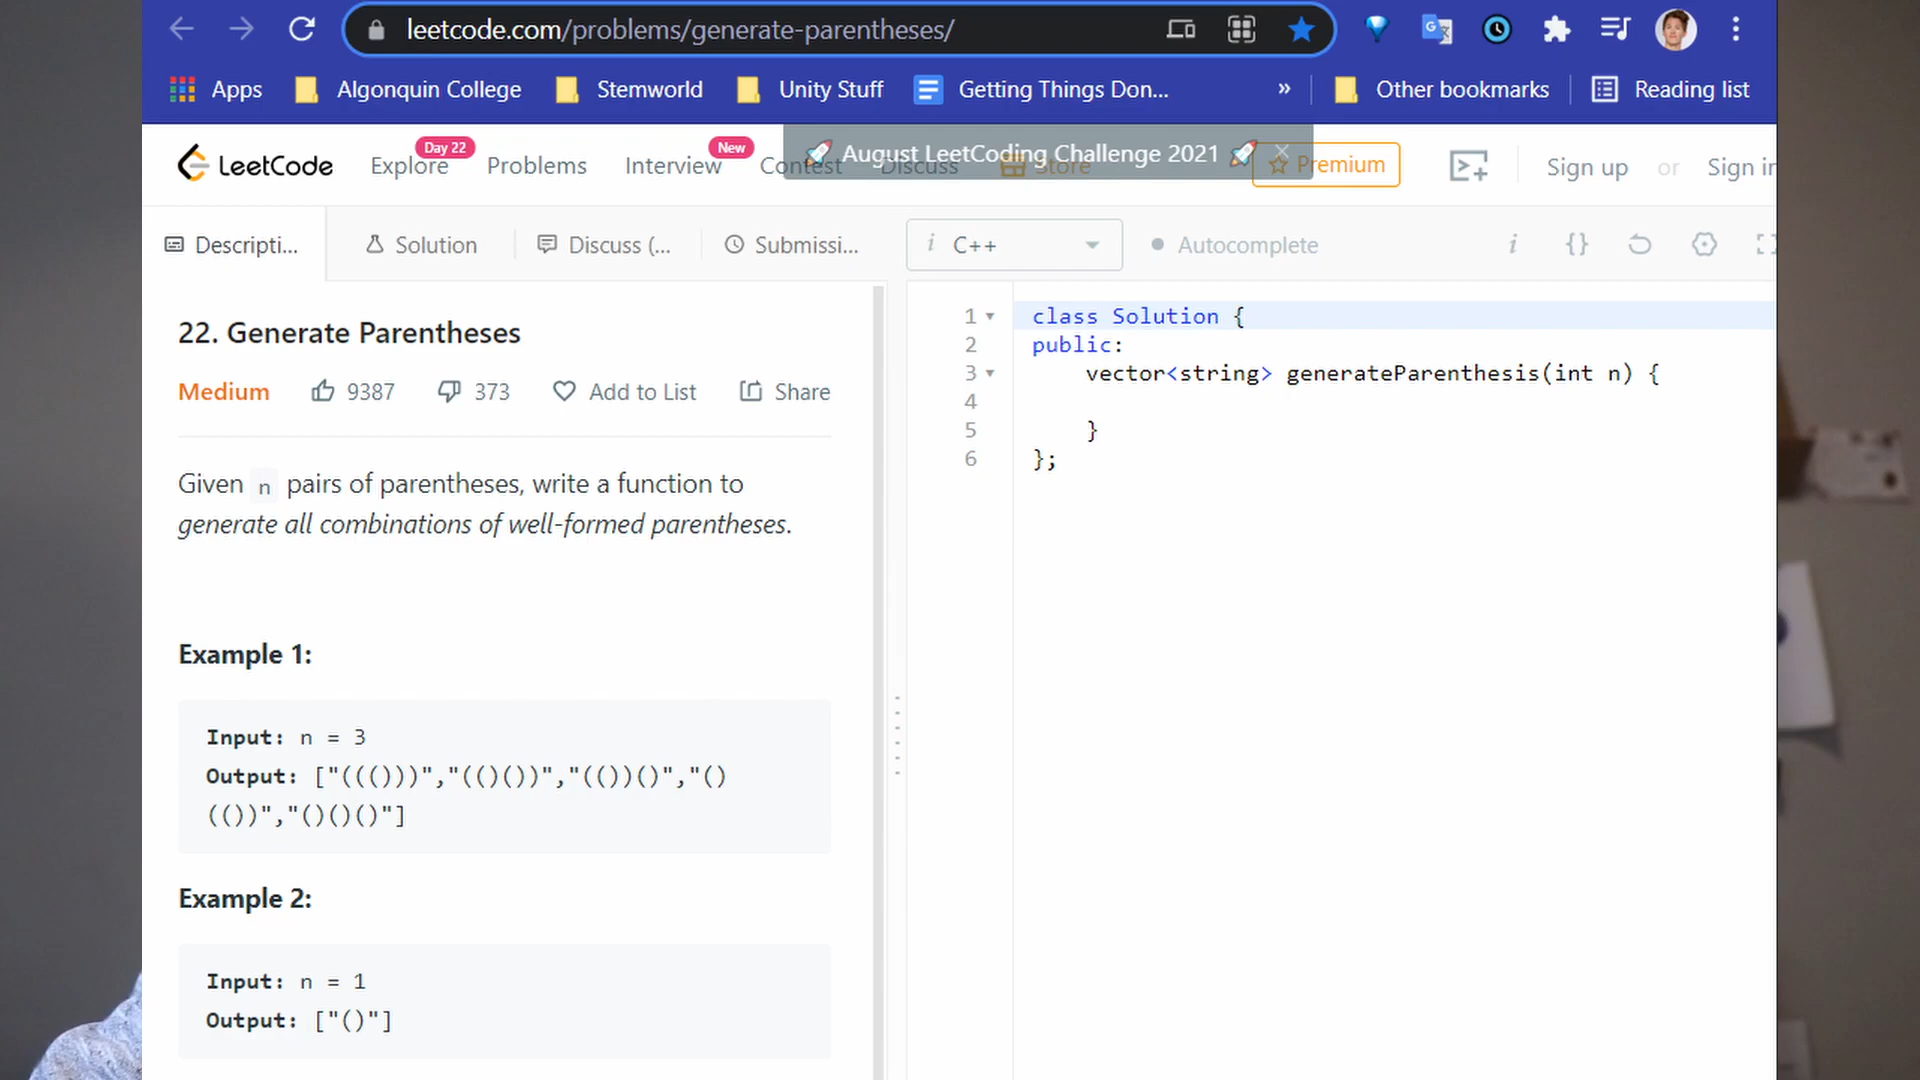 leetcode.com/problems/generate-parentheses/
Apps Algonquin College Stemworld Unity Stuff Getting Things Don... » Other bookmarks Reading list
LeetCode Explore Day 22 Problems Interview New Contest Discuss Store Premium Sign up or Sign in
August LeetCoding Challenge 2021
Descripti... Solution Discuss (... Submissi... i C++ Autocomplete i {}
22. Generate Parentheses
Medium 9387 373 Add to List Share
Given n pairs of parentheses, write a function to
generate all combinations of well-formed parentheses.
Example 1:
Input: n = 3
Output: ["((()))","(()())","(())()","()
(())","()()()"]
Example 2:
Input: n = 1
Output: ["()"]
1 class Solution {
2 public:
3 vector<string> generateParenthesis(int n) {
4
5 }
6 };